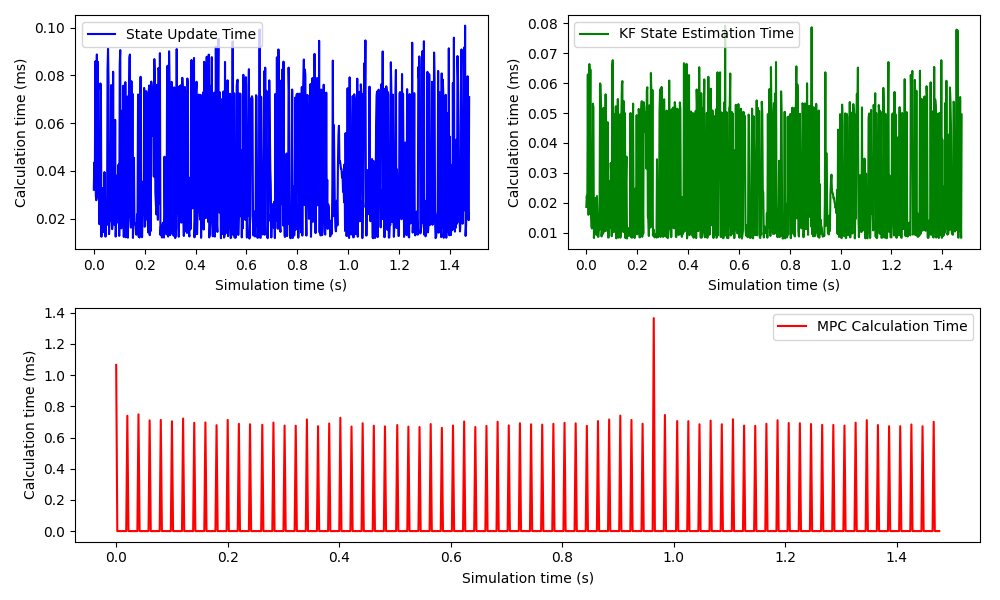 State Update Time
Calculation time (ms)
0.10
0.08
0.06
0.04
0.02
0.0 0.2 0.4 0.6 0.8 1.0 1.2 1.4
Simulation time (s)
KF State Estimation Time
Calculation time (ms)
0.08
0.07
0.06
0.05
0.04
0.03
0.02
0.01
0.0 0.2 0.4 0.6 0.8 1.0 1.2 1.4
Simulation time (s)
MPC Calculation Time
Calculation time (ms)
1.4
1.2
1.0
0.8
0.6
0.4
0.2
0.0
0.0 0.2 0.4 0.6 0.8 1.0 1.2 1.4
Simulation time (s)